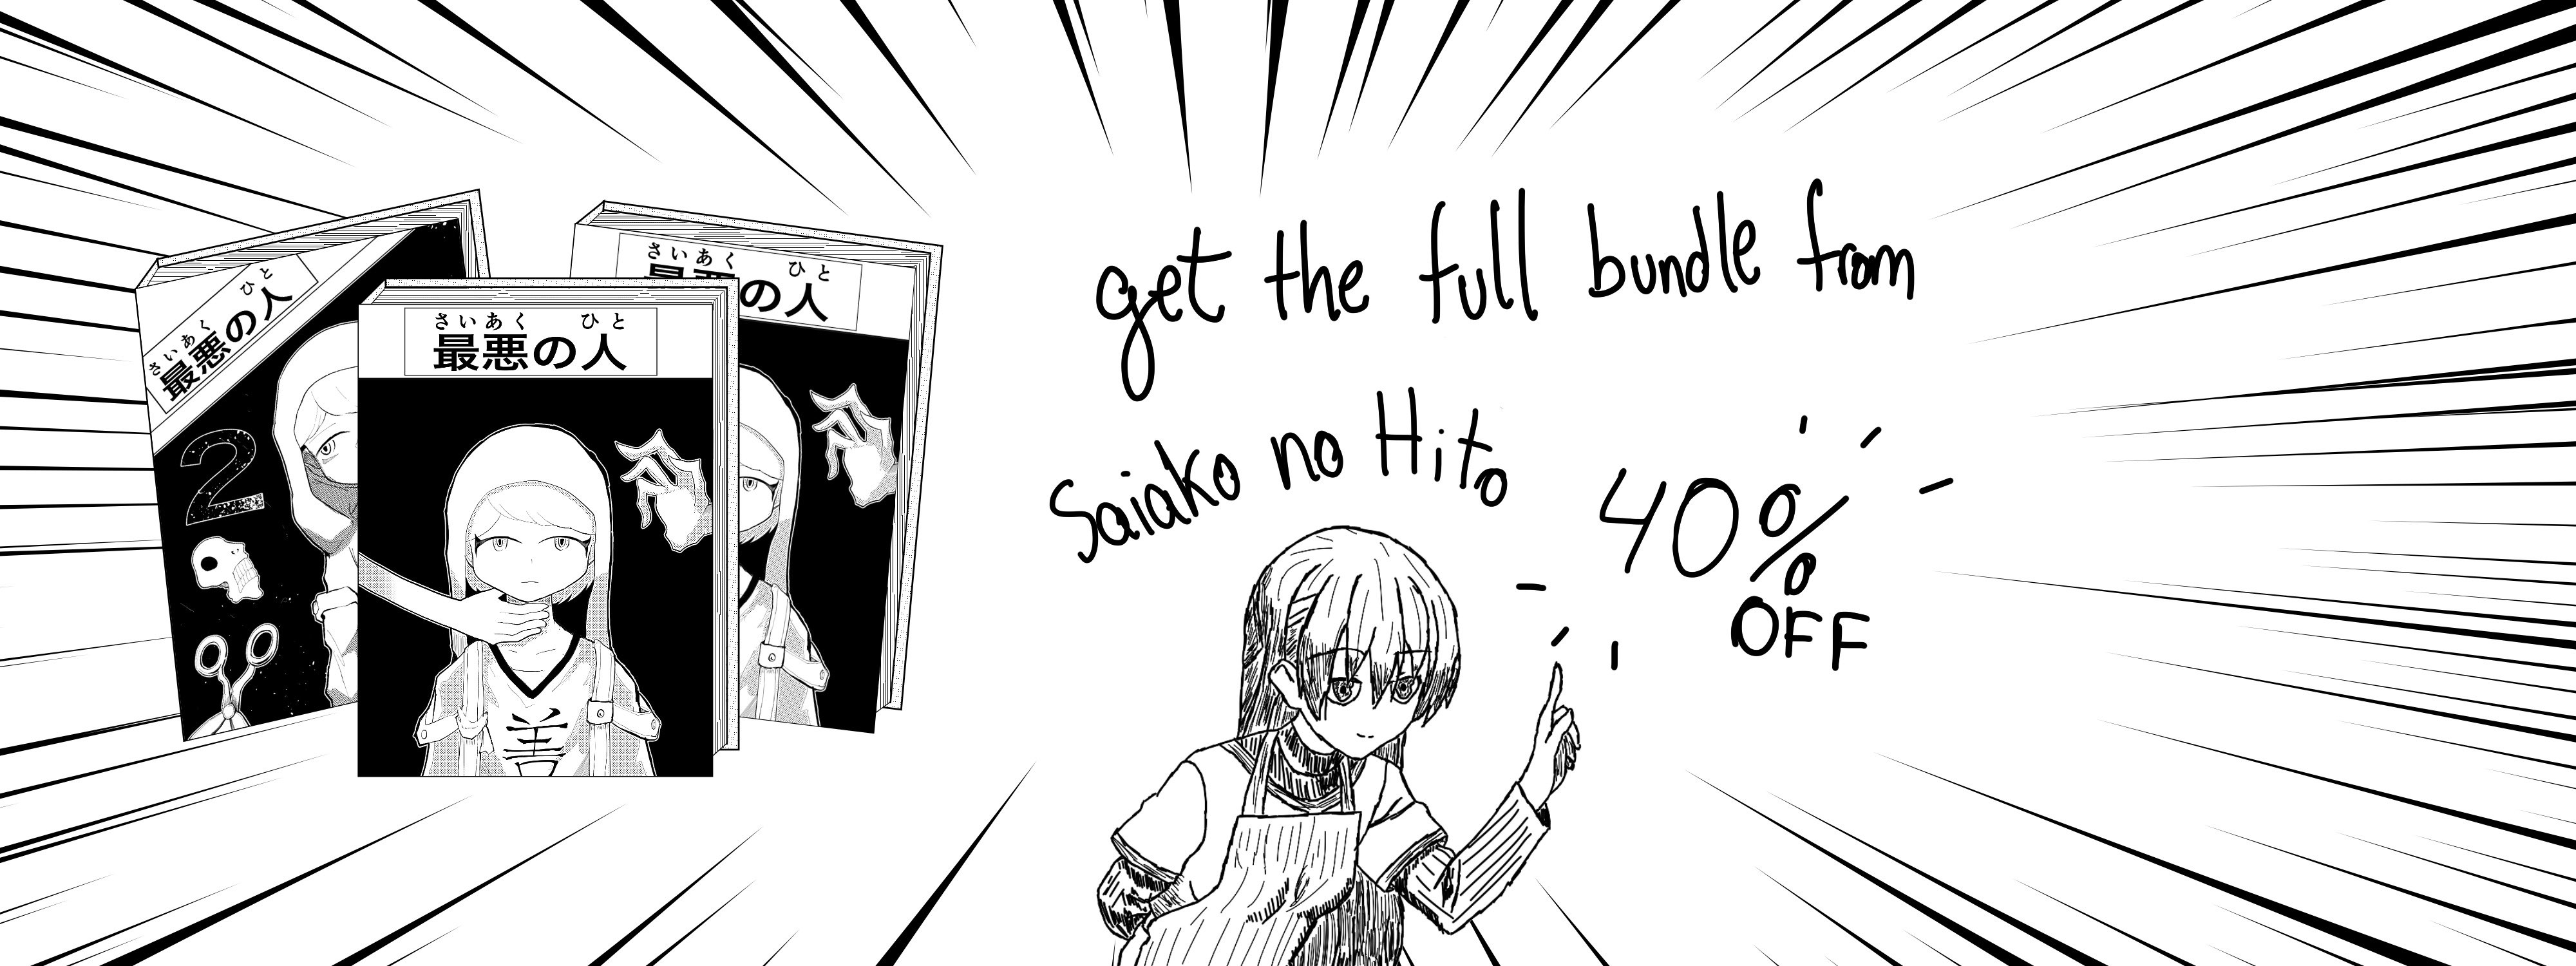 さいあく ひと
最悪の人
2
さいあく ひと
最悪の人
善
さいあく ひと
の人
get the full bundle from
Saiako no Hito
40%
OFF